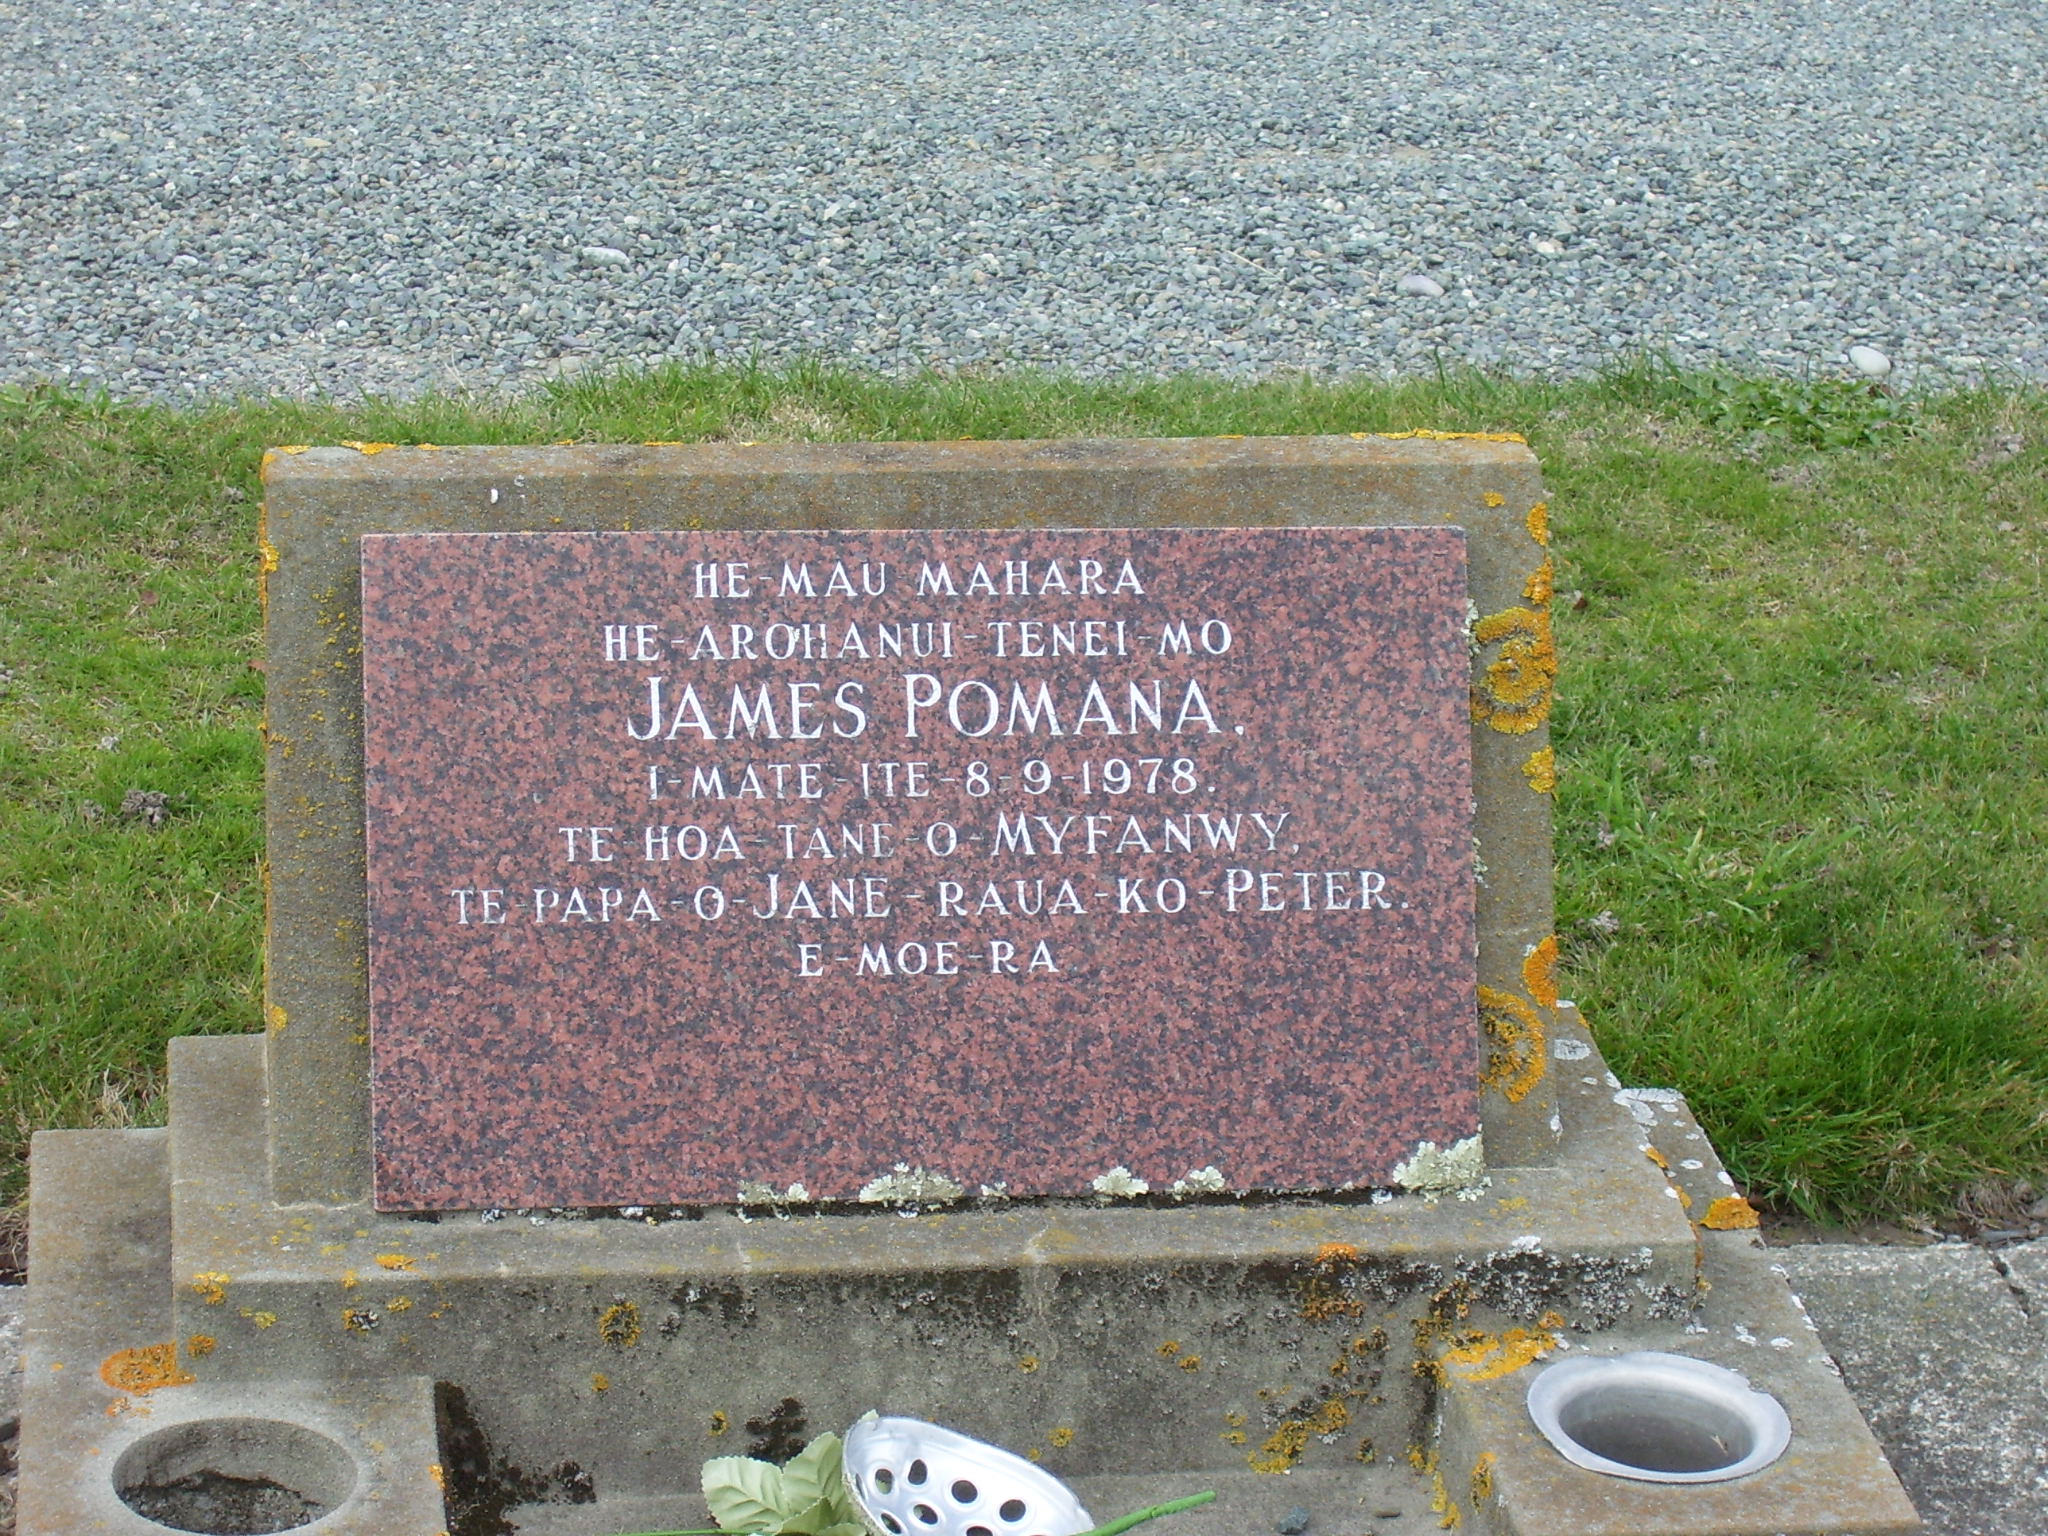 HE-MAU MAHARA
HE-AROHANUI-TENEI-MO
JAMES POMANA.
I-MATE-ITE-8-9-1978.
TE-HOA-TANE-O-MYFANWY,
TE-PAPA-O-JANE-RAUA-KO-PETER.
E-MOE-RA